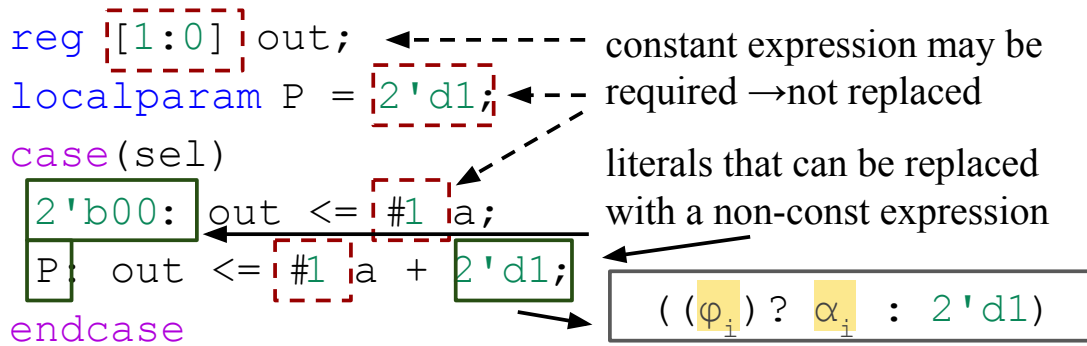 reg [1:0] out;
constant expression may be
localparam P = 2'd1;
required →not replaced
case(sel)
literals that can be replaced
2'b00: out <= #1 a;
with a non-const expression
P: out <= #1 a + 2'd1;
((φi)? αi : 2'd1)
endcase